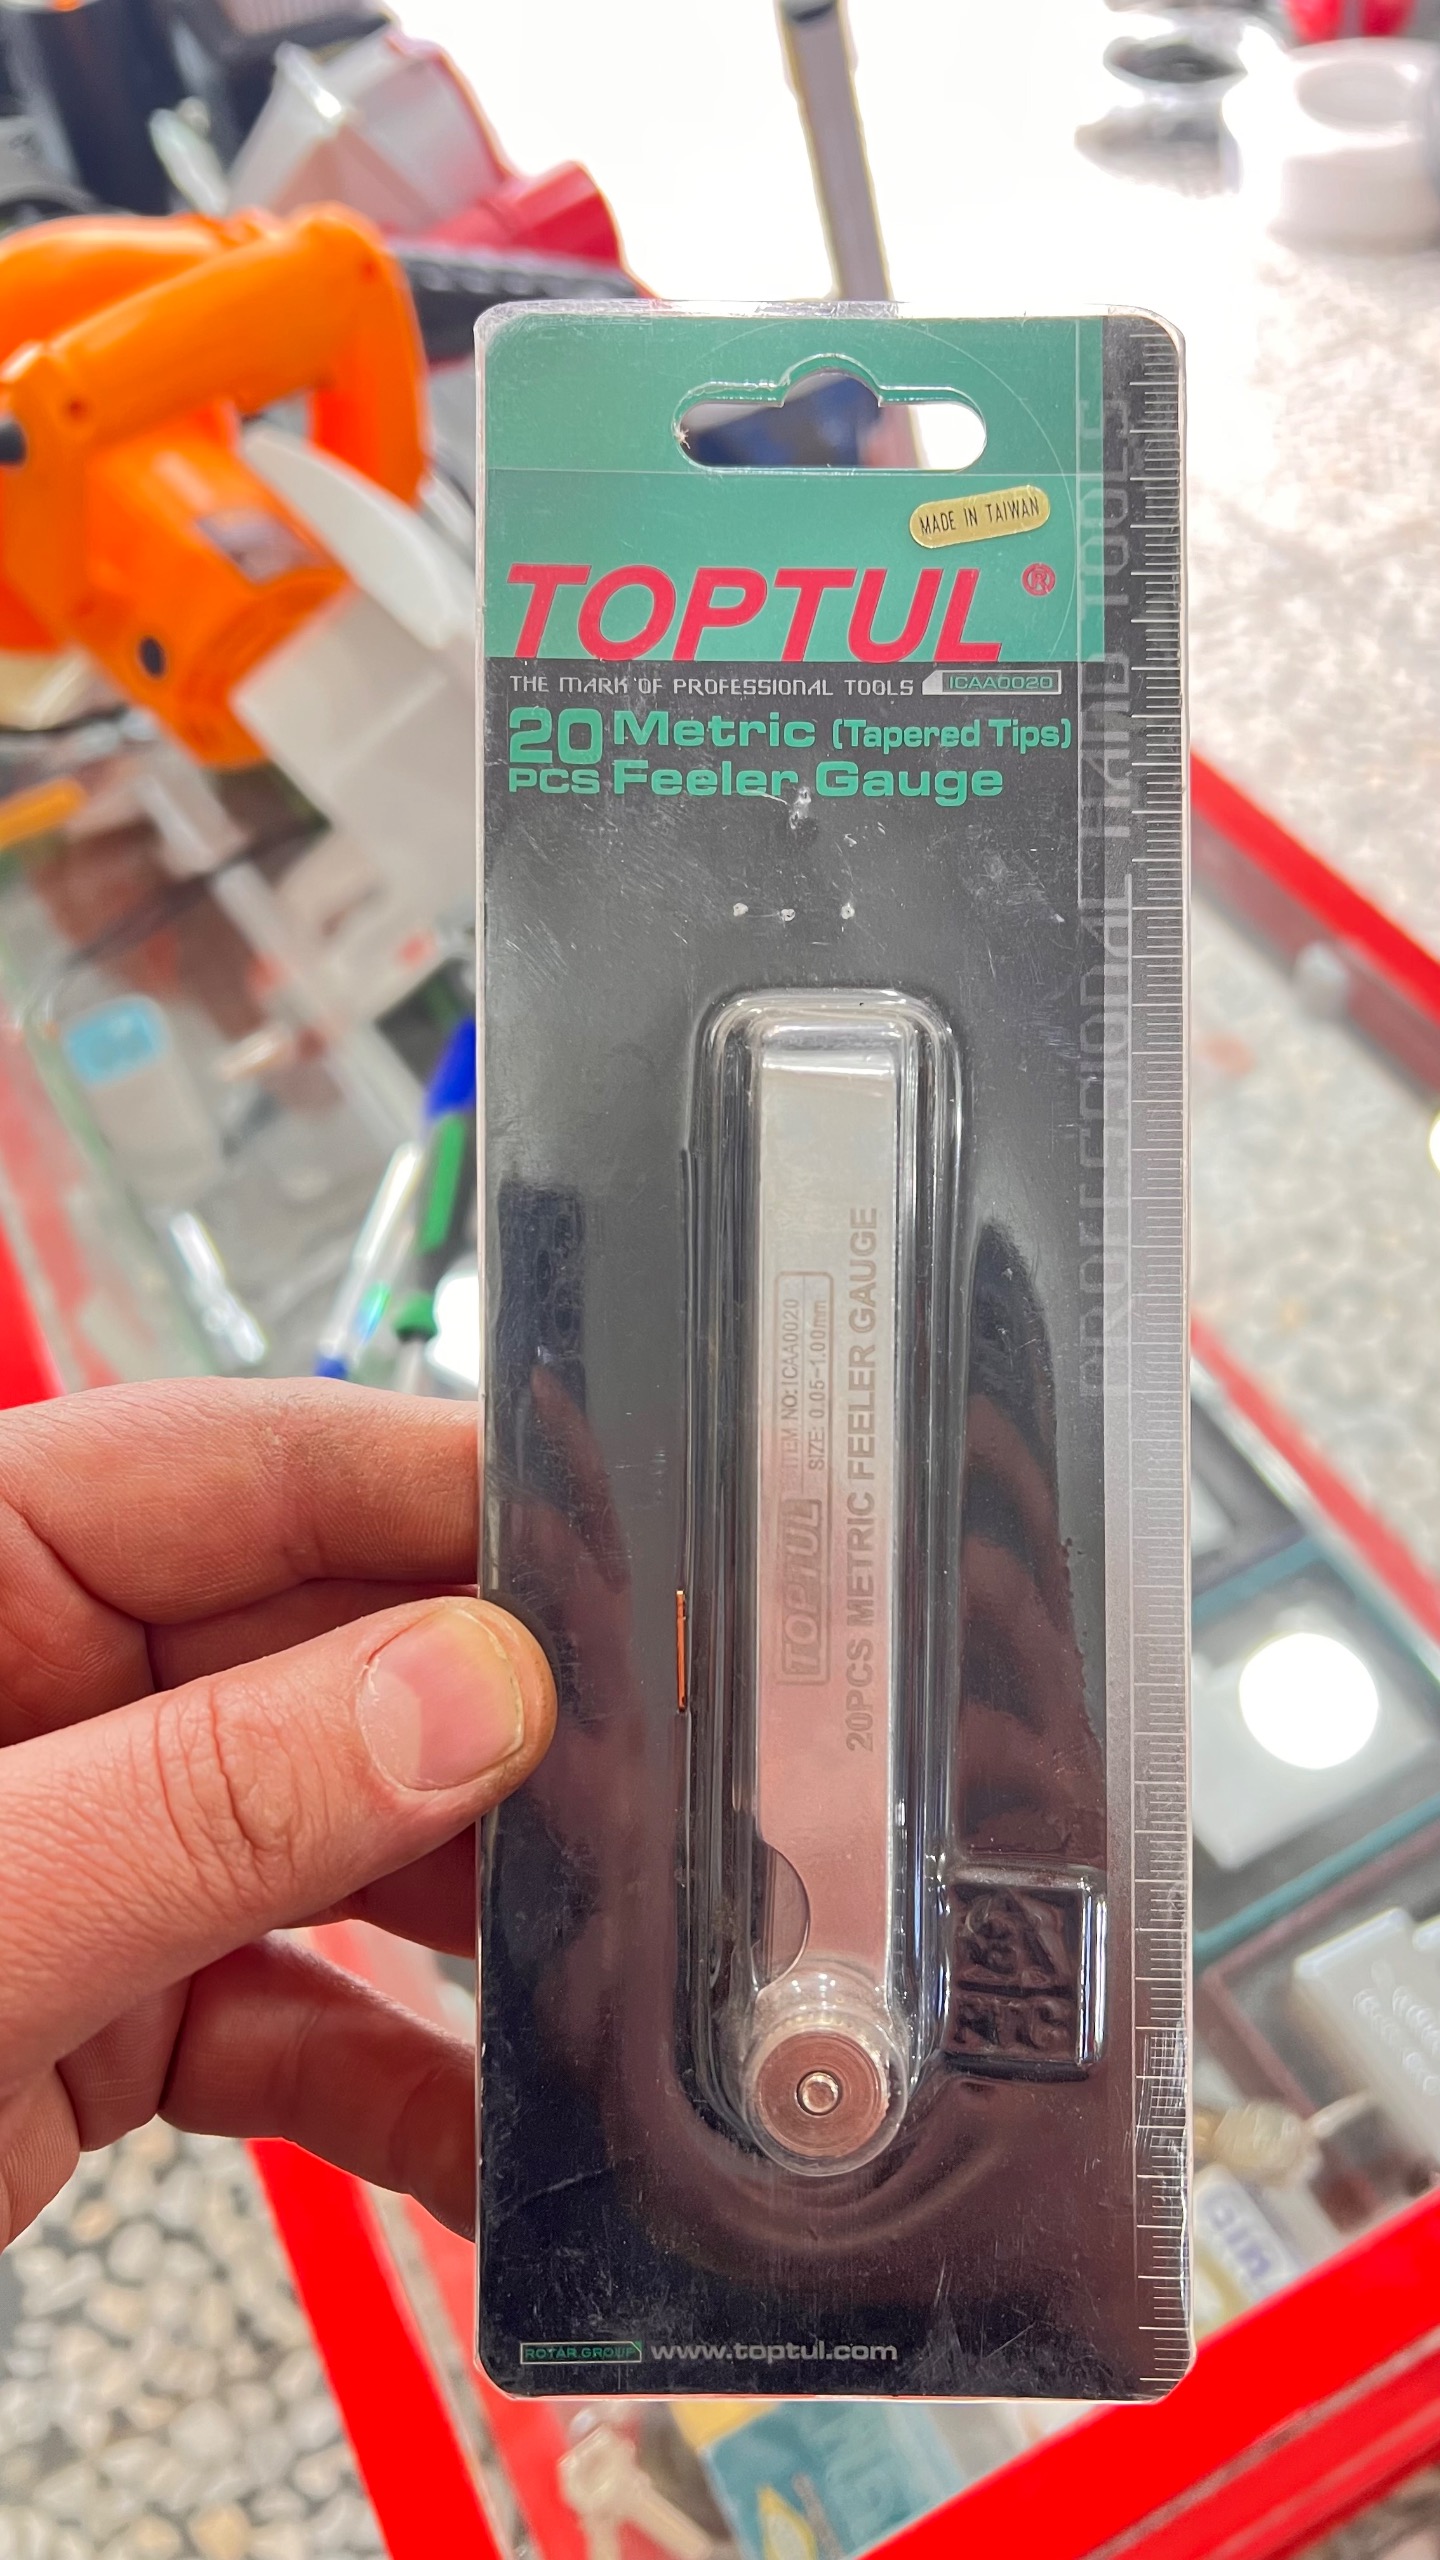 MADE IN TAIWAN
TOPTUL®
THE MARK OF PROFESSIONAL TOOLS ICAA0020
20 PCS Metric (Tapered Tips)
Feeler Gauge
PROFESSIONAL HAND TOOLS
TOPTUL
ITEM NO: ICAA0020
SIZE: 0.05-1.00mm
20PCS METRIC FEELER GAUGE
ROTAR GROUP www.toptul.com